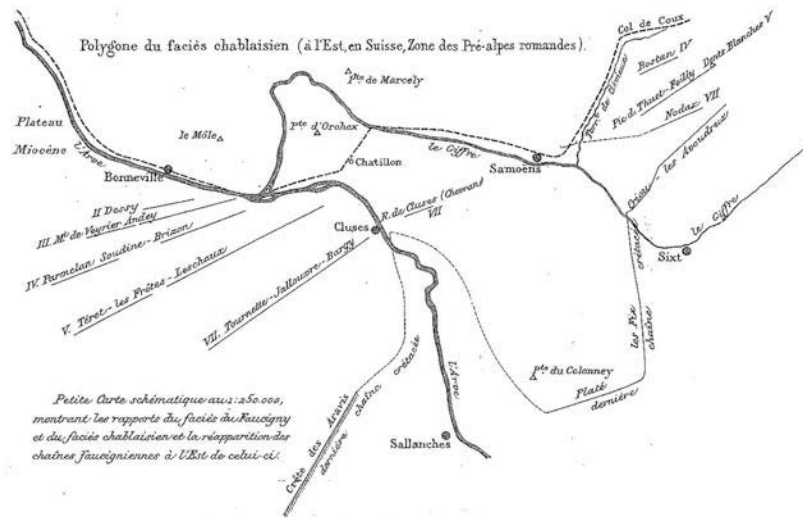 Polygone du faciès chablaisien (à l'Est, en Suisse, Zone des Pré-alpes romandes).
Col de Coux
Bostan IV
Dents Blanches V
Pic d. Thuet-Foilly
Nodaz VII
Pte de Marcely
Pte d'Orchex
le Môle
Plateau
Miocène
l'Arve
Bonneville
Chatillon
le Giffre
Samoëns
Criou - les Avoudrues
le Giffre
Sixt
II Dessy
III. Mt de Veyrier Andey
IV. Parmelan Soudine - Brizon
V. Téret - les Frêtes - Leschaux
VII. Tournette - Jallouvre - Bargy
R. de Cluses (Chevran)
VII
Cluses
crétacée
les Fiz
chaîne
Pte du Colonney
Platé
dernière
l'Arve
Sallanches
Crête des Aravis
dernière
chaîne
crétacée
Petite Carte schématique au 1:250.000,
montrant les rapports du faciès du Faucigny
et du faciès chablaisien et la réapparition des
chaînes faucigniennes à l'Est de celui-ci.